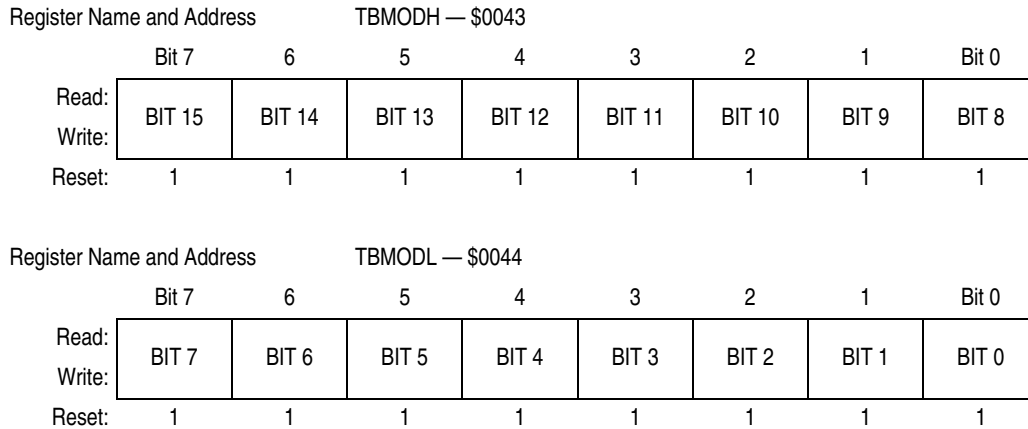 Register Name and Address TBMODH — $0043
Bit 7 6 5 4 3 2 1 Bit 0
Read:
BIT 15 BIT 14 BIT 13 BIT 12 BIT 11 BIT 10 BIT 9 BIT 8
Write:
Reset: 1 1 1 1 1 1 1 1
Register Name and Address TBMODL — $0044
Bit 7 6 5 4 3 2 1 Bit 0
Read:
BIT 7 BIT 6 BIT 5 BIT 4 BIT 3 BIT 2 BIT 1 BIT 0
Write:
Reset: 1 1 1 1 1 1 1 1